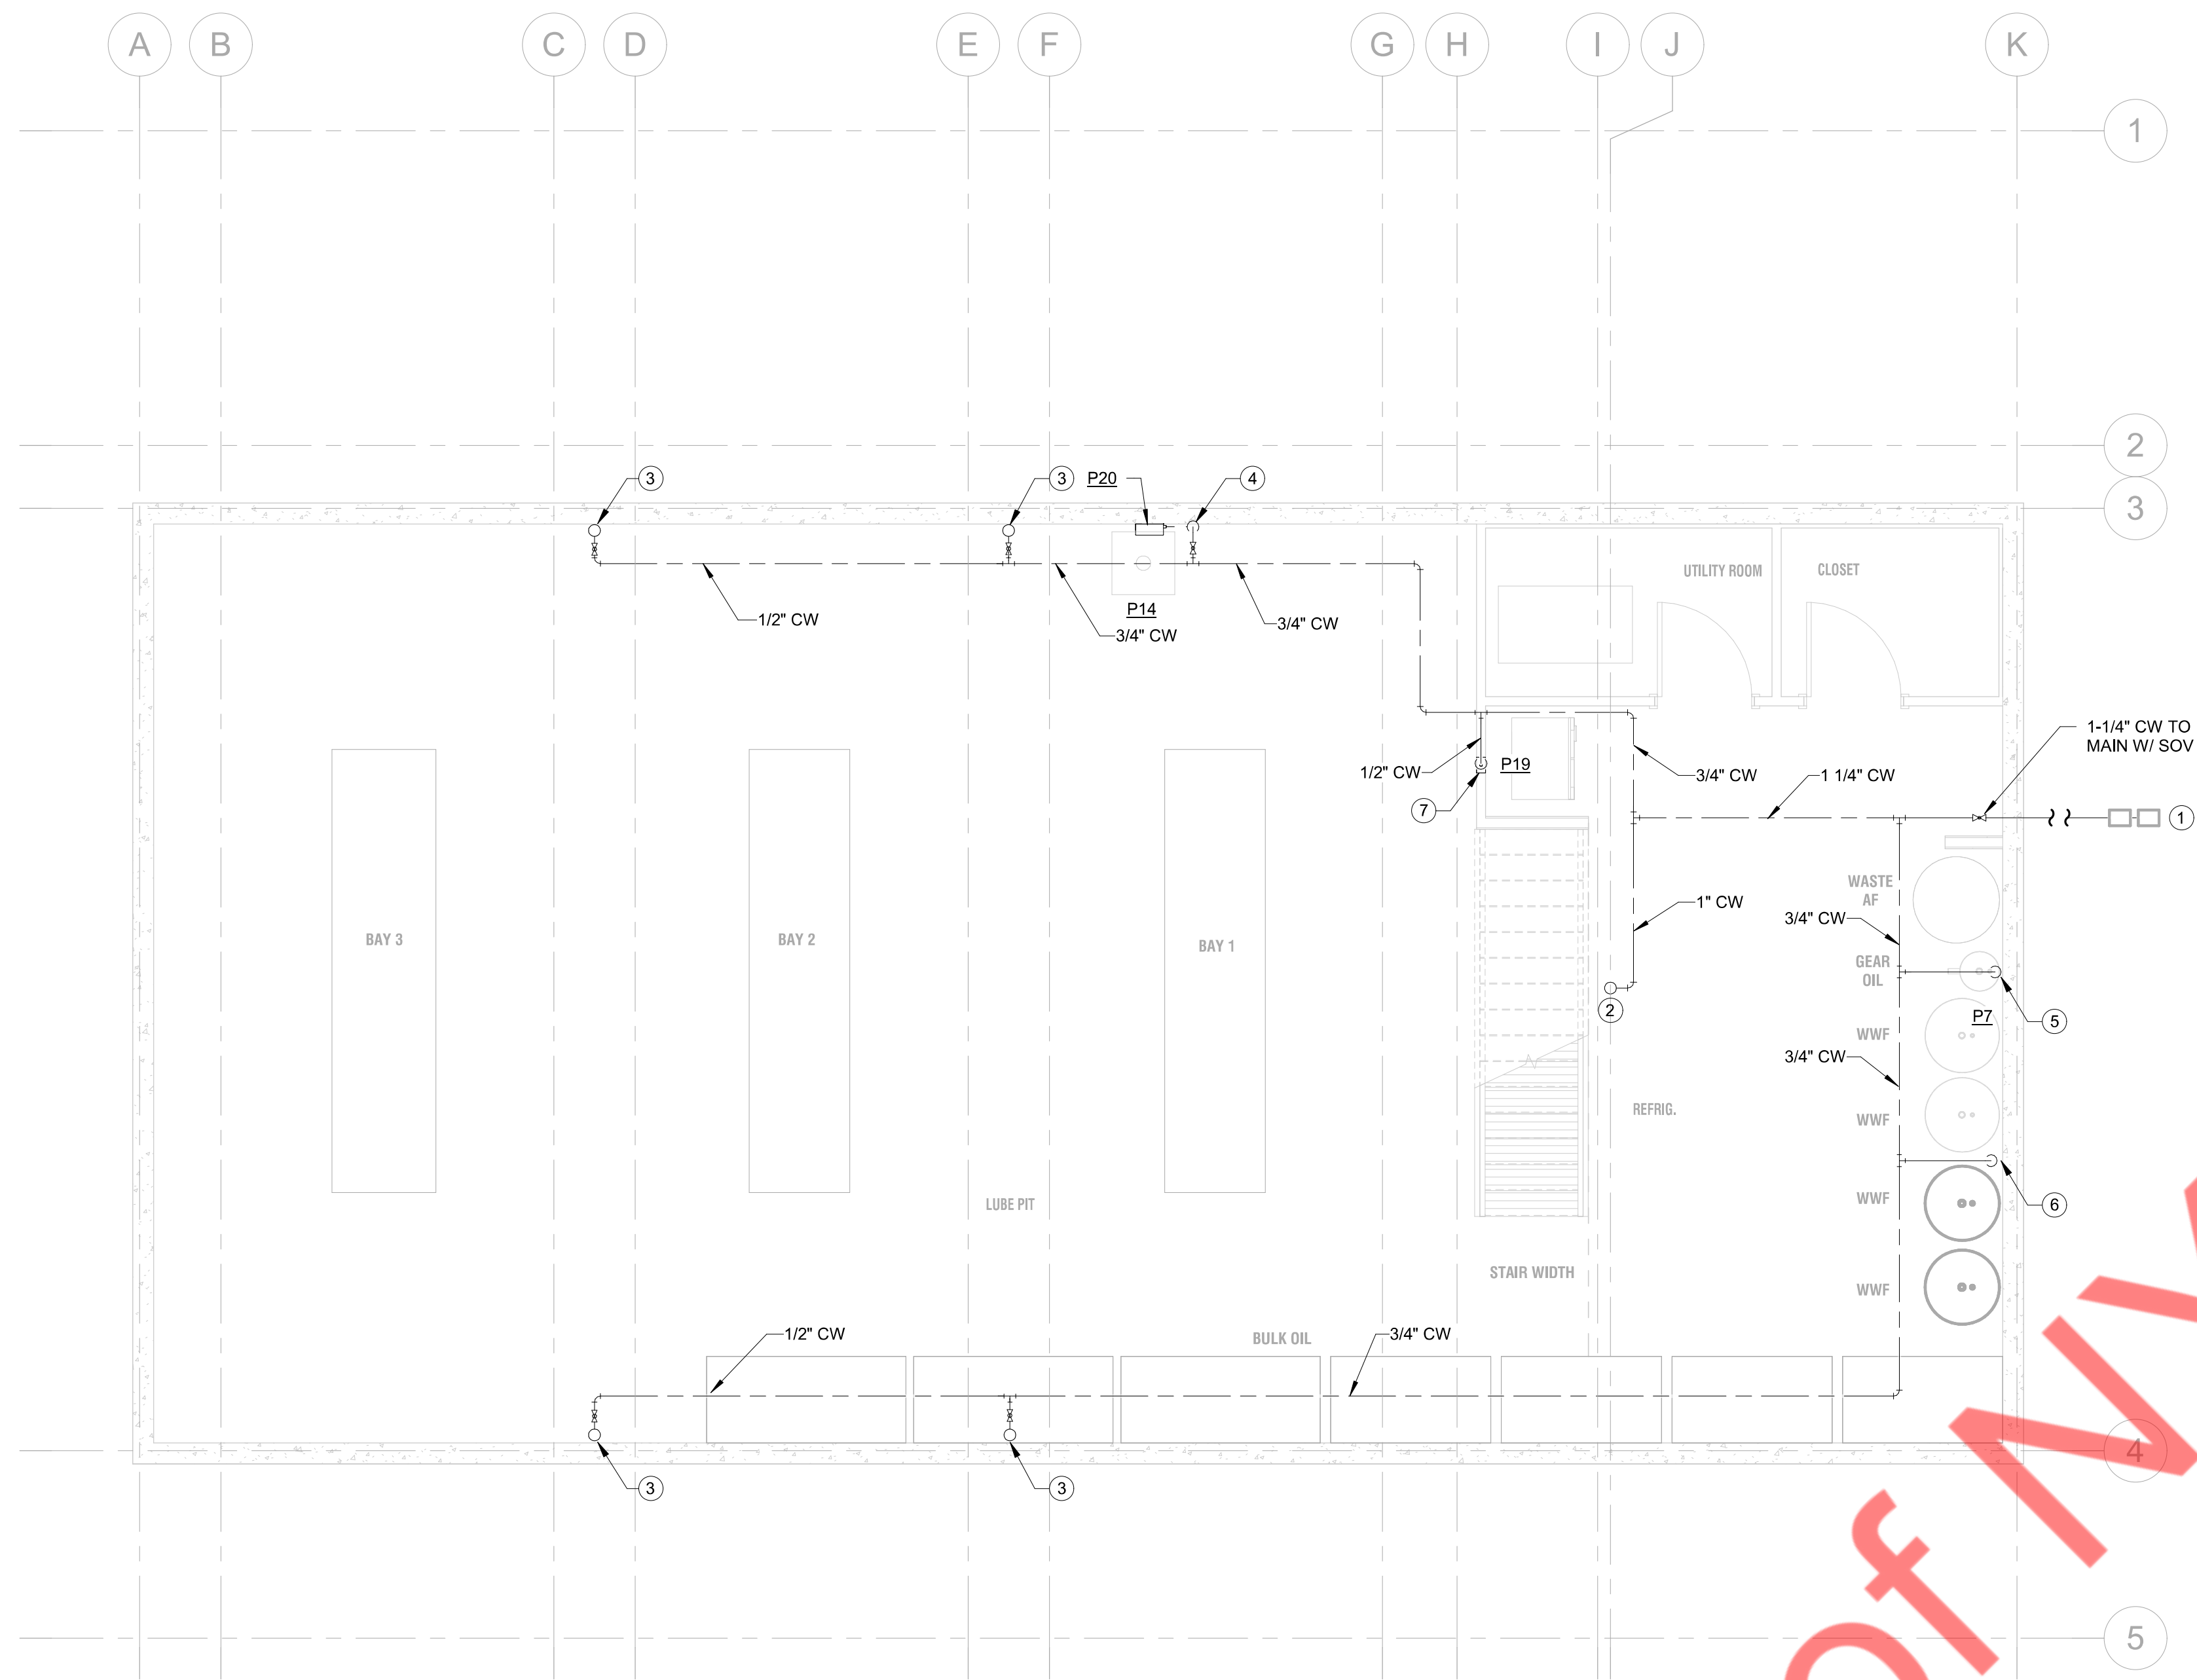 A B C D E F G H I J K
1
2
3 3 P20 4
3
UTILITY ROOM CLOSET
P14
1/2" CW
3/4" CW
3/4" CW
1-1/4" CW TO
MAIN W/ SOV
1/2" CW
P19
3/4" CW
1 1/4" CW
7
1
WASTE
AF
1" CW
3/4" CW
BAY 3
BAY 2
BAY 1
GEAR
OIL
2
P7
5
WWF
3/4" CW
REFRIG.
WWF
LUBE PIT
WWF
6
STAIR WIDTH
WWF
1/2" CW
BULK OIL
3/4" CW
4
3
3
5
of